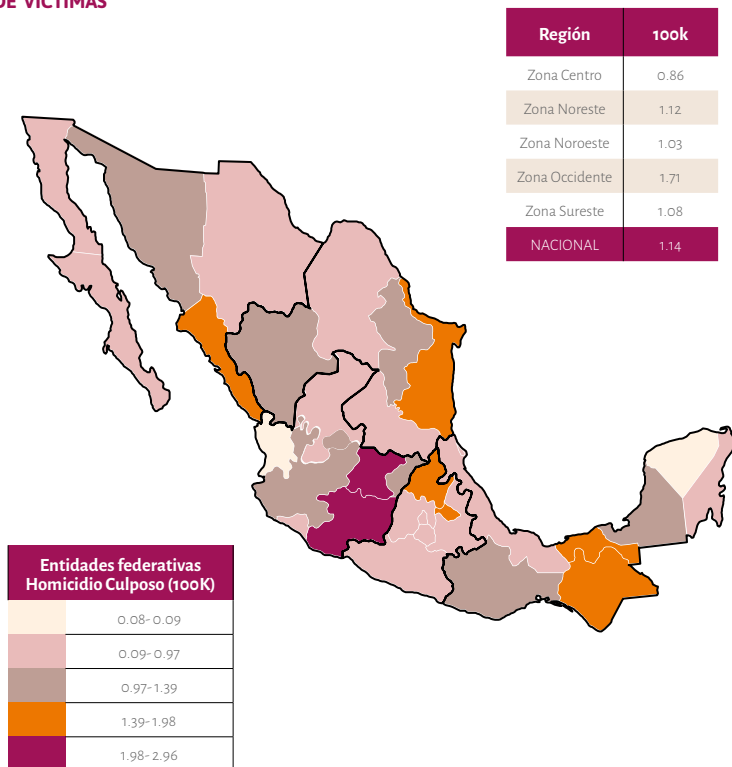 DE VÍCTIMAS
Región 100k
Zona Centro 0.86
Zona Noreste 1.12
Zona Noroeste 1.03
Zona Occidente 1.71
Zona Sureste 1.08
NACIONAL 1.14
Entidades federativas
Homicidio Culposo (100K)
0.08-0.09
0.09-0.97
0.97-1.39
1.39-1.98
1.98-2.96